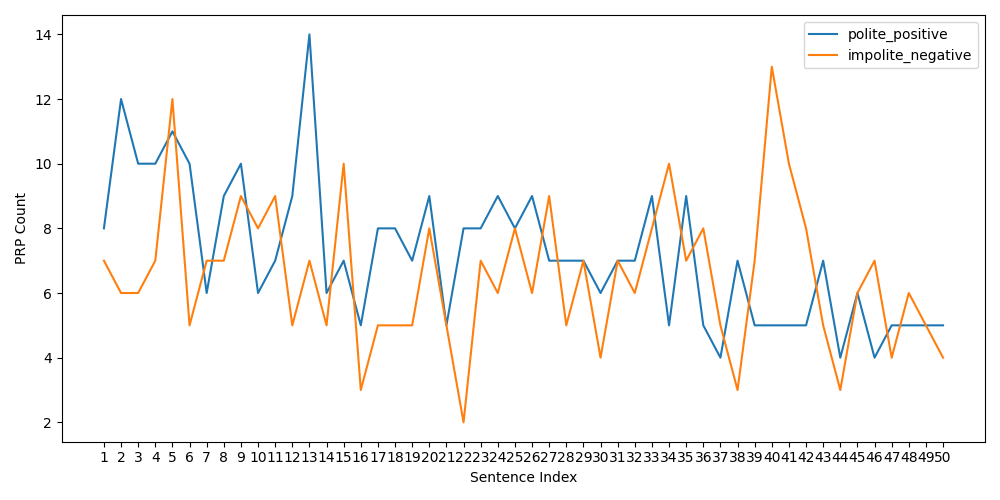 polite_positive
impolite_negative
14
12
10
8
6
4
2
PRP Count
1 2 3 4 5 6 7 8 9 10 11 12 13 14 15 16 17 18 19 20 21 22 23 24 25 26 27 28 29 30 31 32 33 34 35 36 37 38 39 40 41 42 43 44 45 46 47 48 49 50
Sentence Index